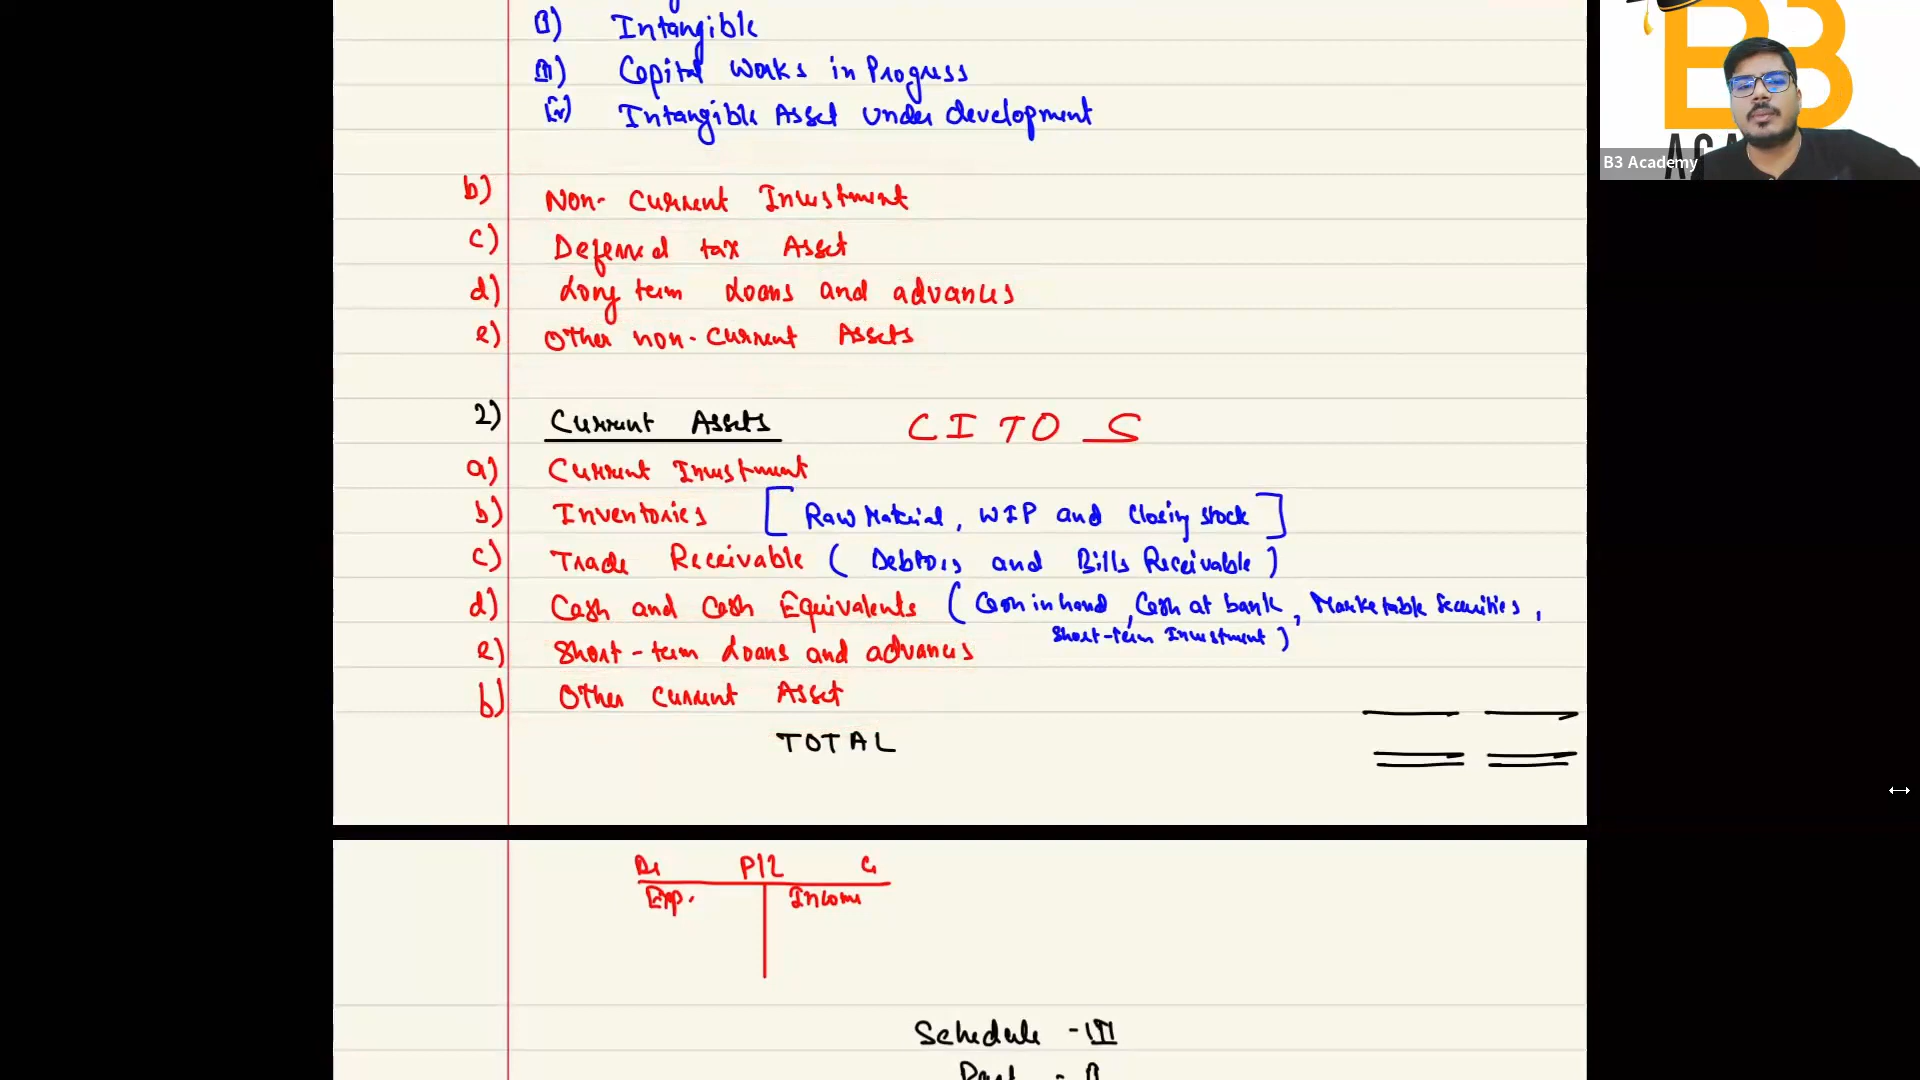 ii) Intangible
iii) Capital Works in Progress
iv) Intangible Asset under development
b) Non-Current Investment
c) Deferred tax Asset
d) Long term Loans and advances
e) Other non-current Assets
2) Current Assets CITO S
a) Current Investment
b) Inventories [Raw Material, WIP and Closing stock]
c) Trade Receivable (Debtors and Bills Receivable)
d) Cash and Cash Equivalents (Cash in hand, Cash at bank, Marketable Securities,
short-term Investment)
e) Short-term Loans and advances
f) Other Current Asset
TOTAL
Dr P/L Cr
Exp. Income
Schedule - III
B3
B3 Academy